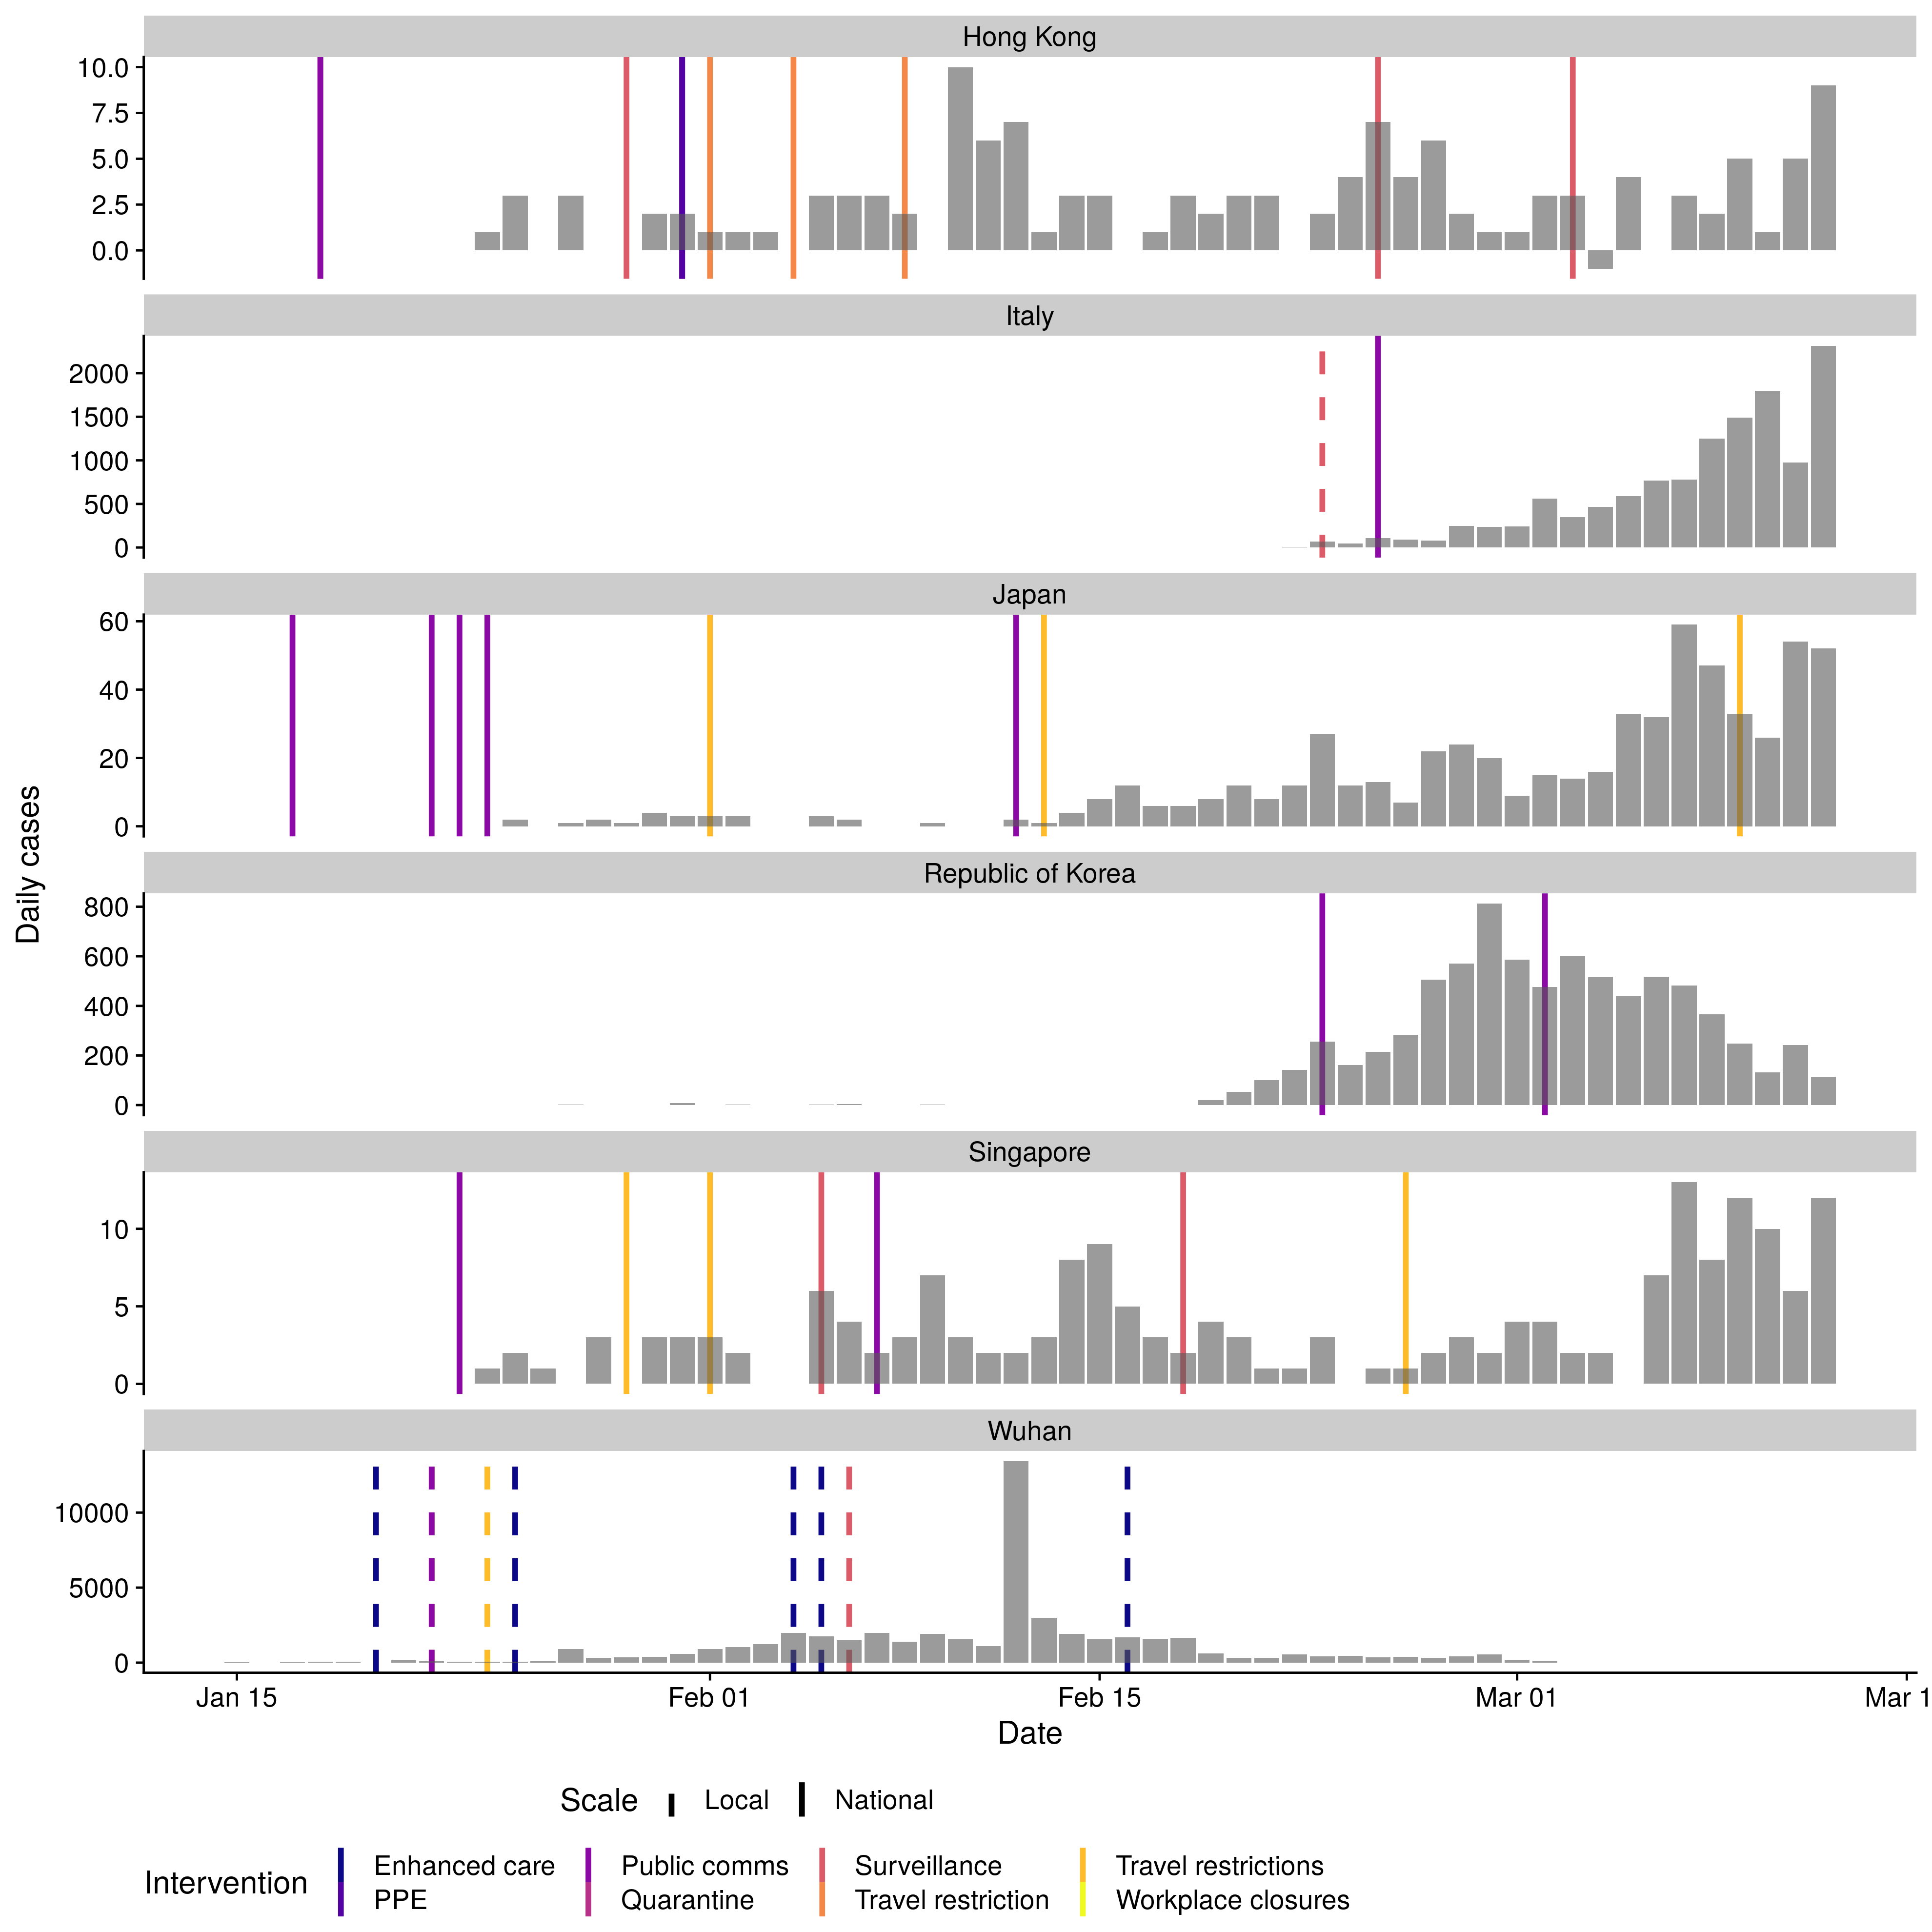 Hong Kong
10.0
7.5
5.0
2.5
0.0
Italy
2000
1500
1000
500
0
Japan
60
40
20
0
Daily cases
Republic of Korea
800
600
400
200
0
Singapore
10
5
0
Wuhan
10000
5000
0
Jan 15 Feb 01 Feb 15 Mar 01 Mar 1
Date
Scale Local National
Intervention
Enhanced care Public comms Surveillance Travel restrictions
PPE Quarantine Travel restriction Workplace closures